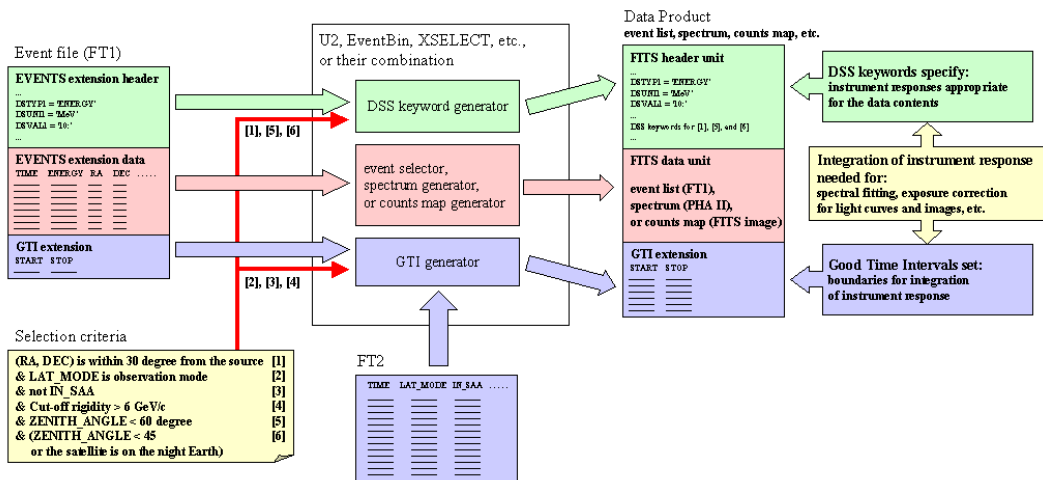 Event file (FT1)
EVENTS extension header
...
DSTYP1 = 'ENERGY'
DSUNI1 = 'MeV'
DSVAL1 = '10:'
...
EVENTS extension data
TIME ENERGY RA DEC .....
GTI extension
START STOP
U2, EventBin, XSELECT, etc.,
or their combination
DSS keyword generator
[1], [5], [6]
event selector,
spectrum generator,
or counts map generator
GTI generator
[2], [3], [4]
Data Product
event list, spectrum, counts map, etc.
FITS header unit
...
DSTYP1 = 'ENERGY'
DSUNI1 = 'MeV'
DSVAL1 = '10:'
...
DSS keywords for [1], [5], and [6]
...
FITS data unit
event list (FT1),
spectrum (PHA II),
or counts map (FITS image)
GTI extension
START STOP
DSS keywords specify:
instrument responses appropriate
for the data contents
Integration of instrument response
needed for:
spectral fitting, exposure correction
for light curves and images, etc.
Good Time Intervals set:
boundaries for integration
of instrument response
Selection criteria
(RA, DEC) is within 30 degree from the source [1]
& LAT_MODE is observation mode [2]
& not IN_SAA [3]
& Cut-off rigidity > 6 GeV/c [4]
& ZENITH_ANGLE < 60 degree [5]
& (ZENITH_ANGLE < 45 [6]
or the satellite is on the night Earth)
FT2
TIME LAT_MODE IN_SAA .....